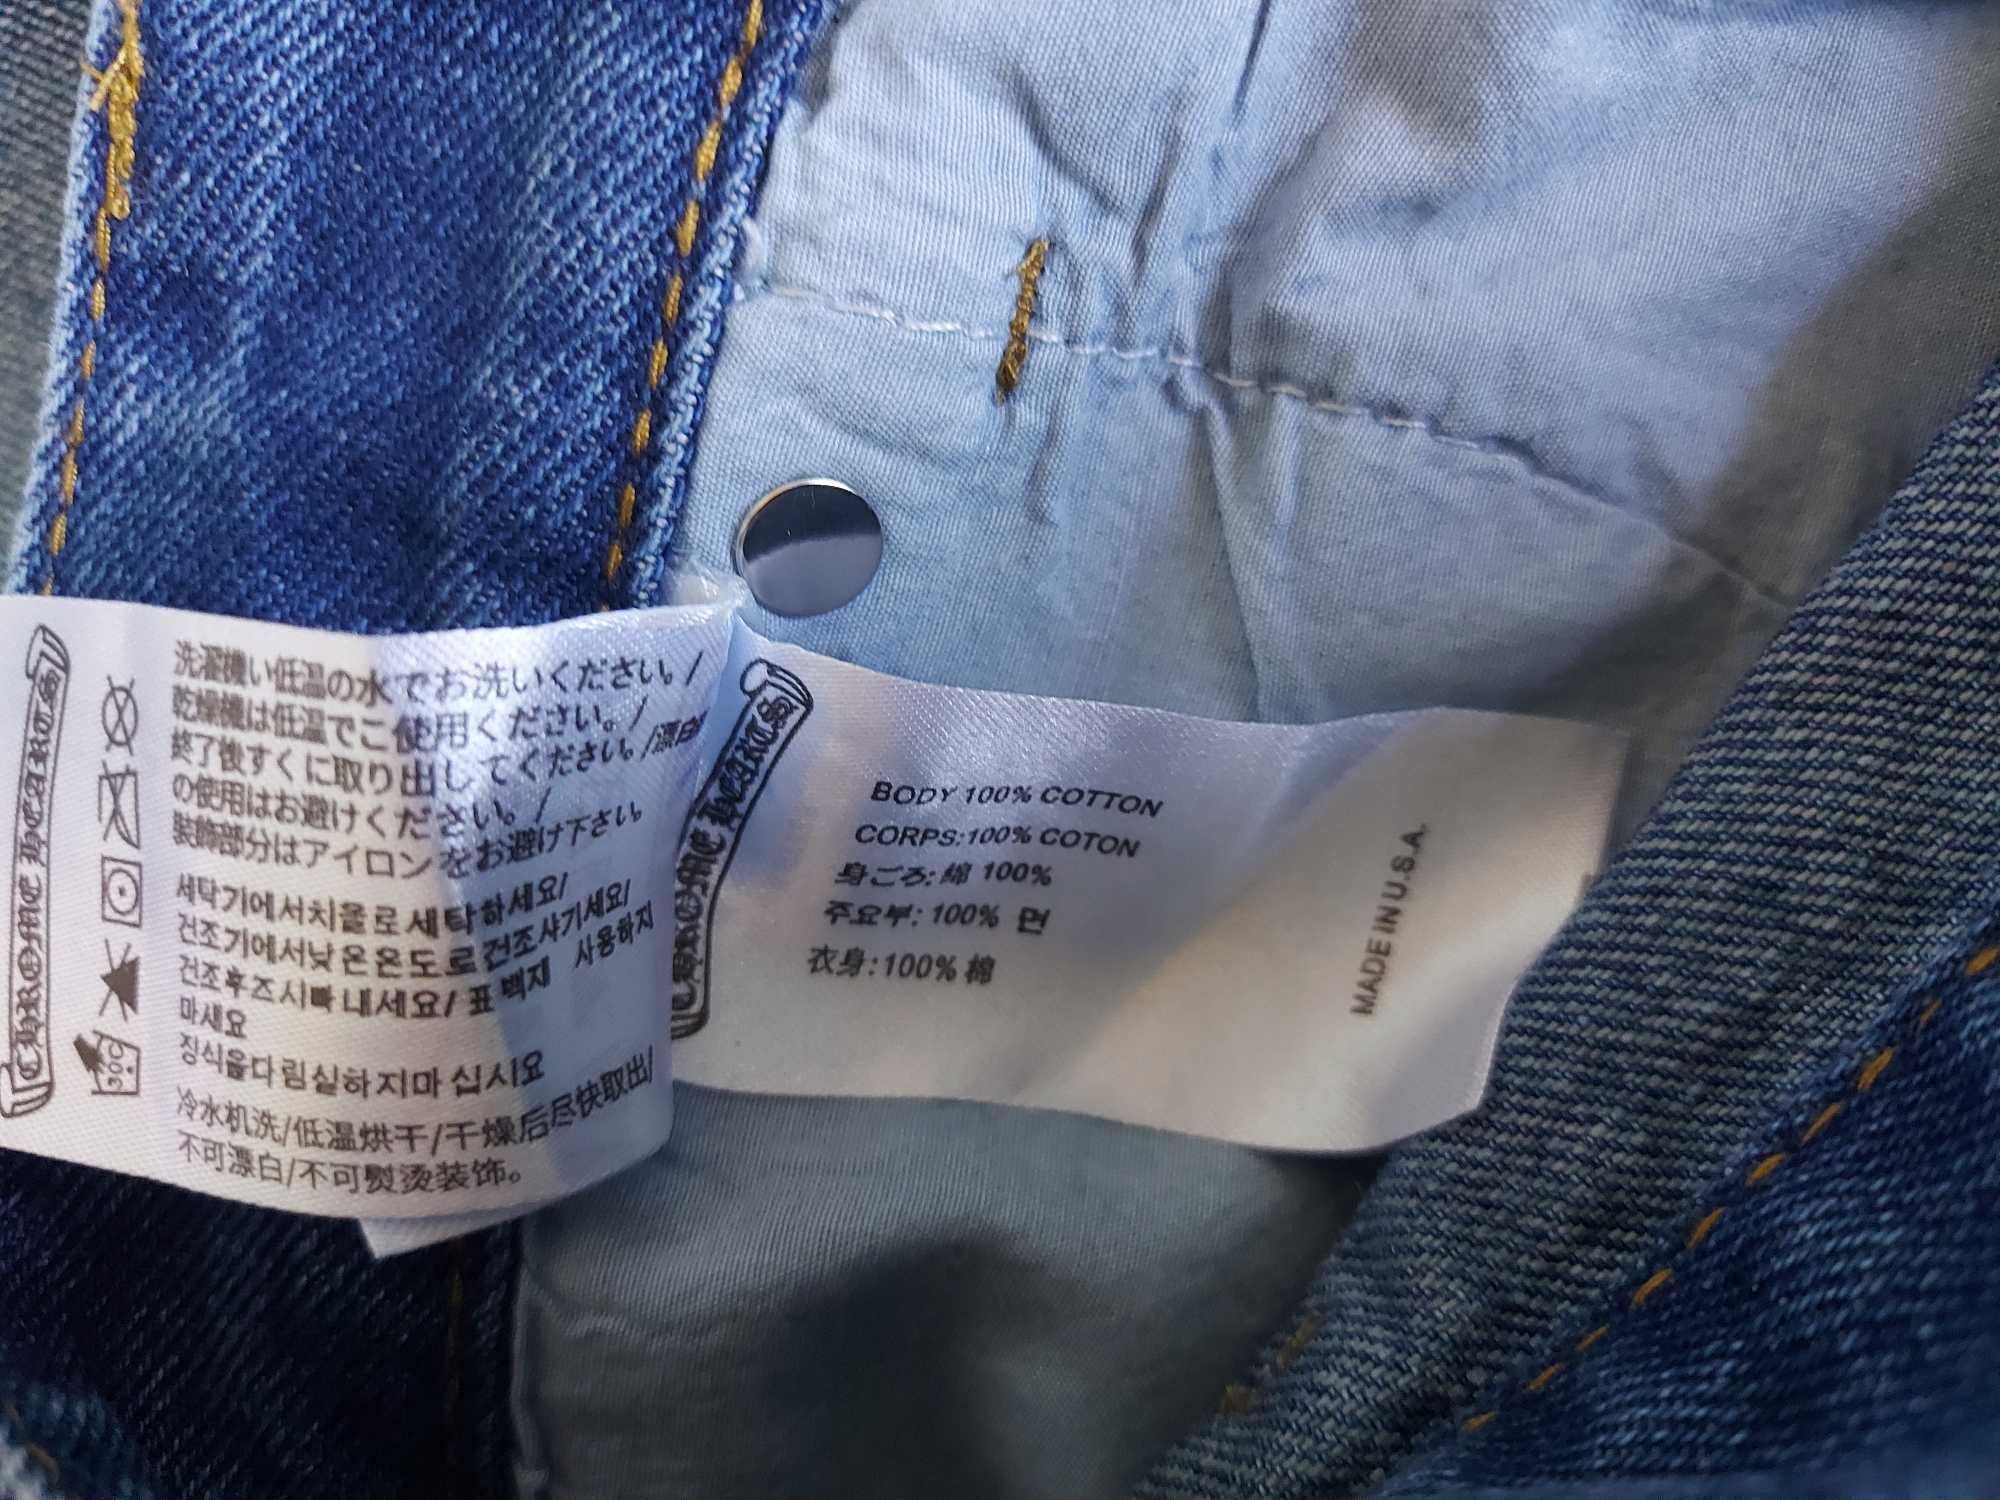 CHROME HEARTS
洗濯機い低温の水でお洗いください。/
乾燥機は低温でご使用ください。/
終了後すぐに取り出してください。/漂白
の使用はお避けください。/
装飾部分はアイロンをお避け下さい。
세탁기에서치울로세탁하세요/
건조기에서낮은온도로건조사기세요/
건조후즈시빠내세요/표백제 사용하지
마세요
장식을다림실하지마십시요
冷水机洗/低温烘干/干燥后尽快取出/
不可漂白/不可熨烫装饰。
30C
CHROME HEARTS
BODY 100% COTTON
CORPS:100% COTON
身ごろ:綿 100%
주요부: 100% 면
衣身:100% 棉
MADE IN U.S.A.